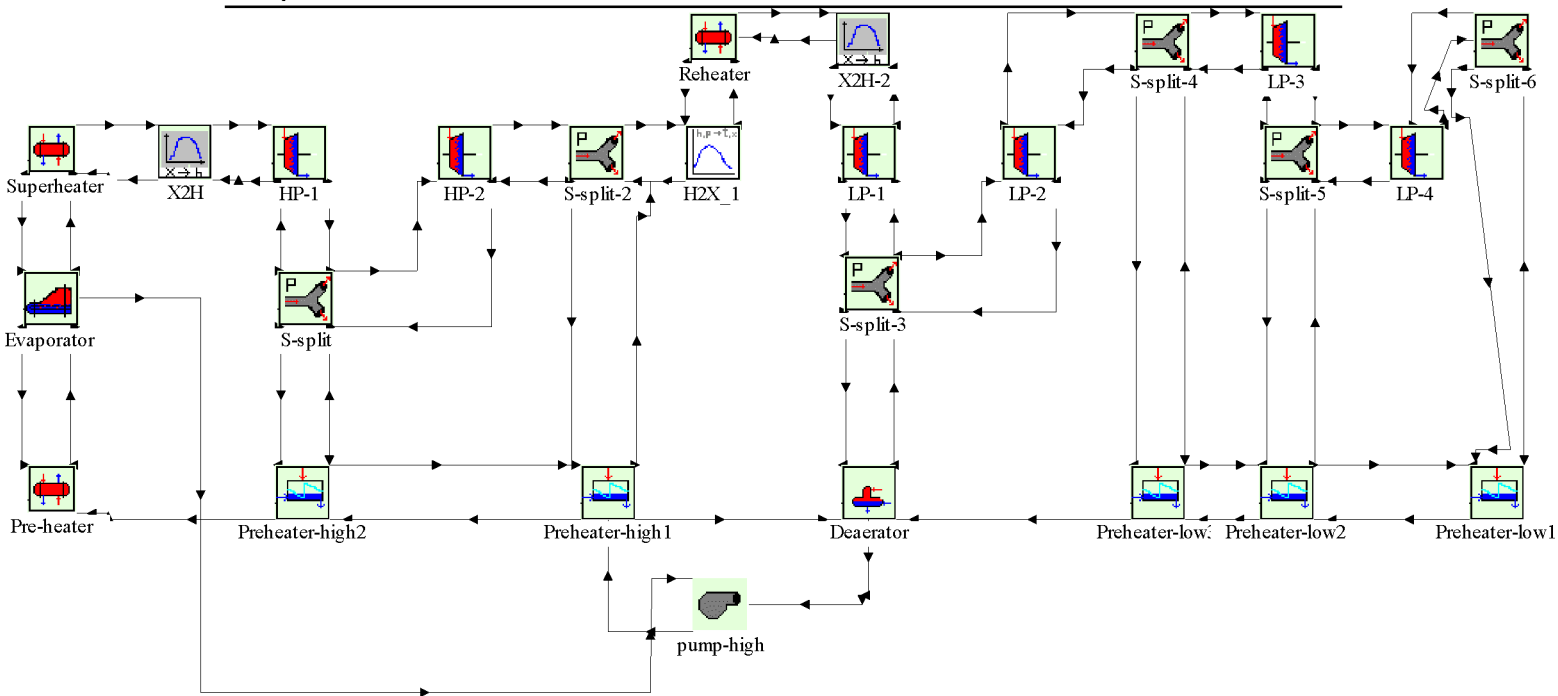 Reheater
X2H-2
S-split-4
LP-3
S-split-6
Superheater
X2H
HP-1
HP-2
S-split-2
H2X_1
LP-1
LP-2
S-split-5
LP-4
Evaporator
S-split
S-split-3
Pre-heater
Preheater-high2
Preheater-high1
Deaerator
Preheater-low3
Preheater-low2
Preheater-low1
pump-high
X→h
P
P
h,p→t,x
X→h
P
P
P
P